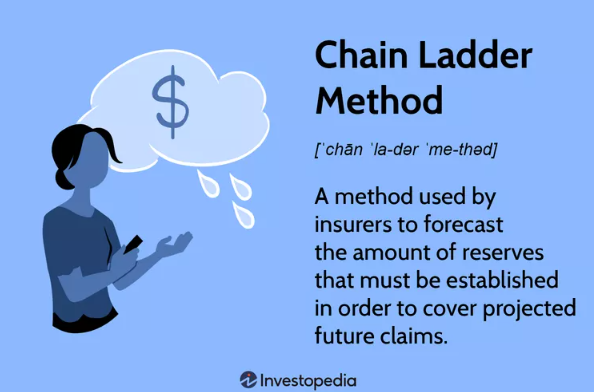 $
Chain Ladder
Method
[ˈchān ˈla-dər ˈme-thəd]
A method used by
insurers to forecast
the amount of reserves
that must be established
in order to cover projected
future claims.
Investopedia